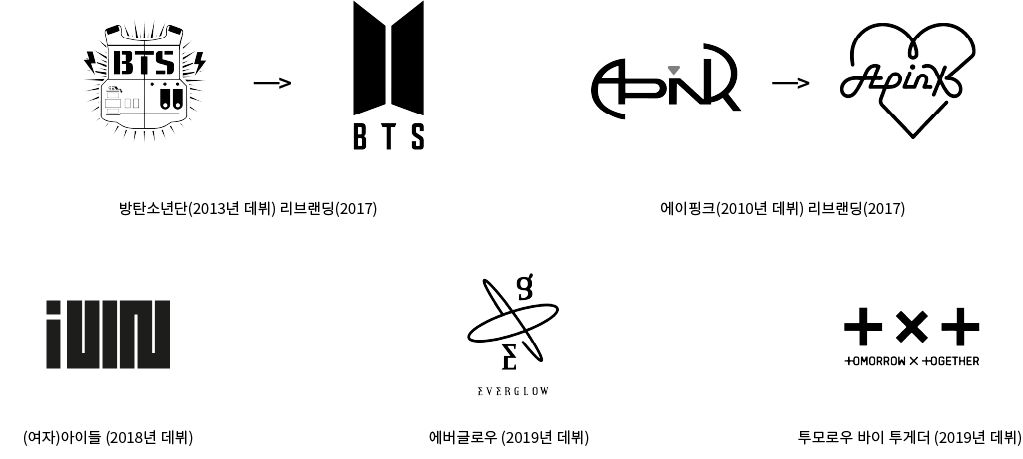 BTS
BTS
Apink
Apink
방탄소년단(2013년 데뷔) 리브랜딩(2017)
에이핑크(2010년 데뷔) 리브랜딩(2017)
g
E
EVERGLOW
+×+
+OMORROW × +OGETHER
(여자)아이들 (2018년 데뷔)
에버글로우 (2019년 데뷔)
투모로우 바이 투게더 (2019년 데뷔)